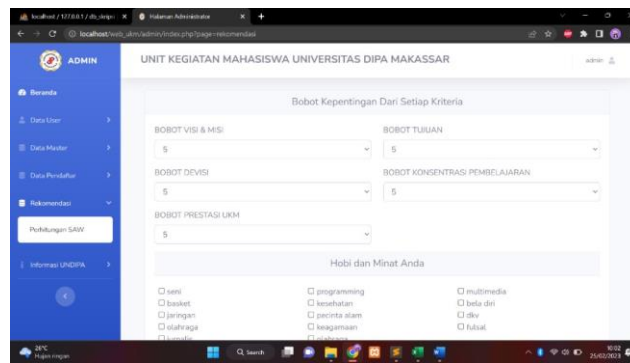 localhost / 127.0.0.1 / db_skripsi
Halaman Administrator
localhost/web_ukm/admin/index.php?page=rekomendasi
ADMIN
UNIT KEGIATAN MAHASISWA UNIVERSITAS DIPA MAKASSAR
admin
Beranda
Data User
Data Master
Data Pendaftar
Rekomendasi
Perhitungan SAW
Informasi UNDIPA
Bobot Kepentingan Dari Setiap Kriteria
BOBOT VISI & MISI
BOBOT TUJUAN
5
5
BOBOT DEVISI
BOBOT KONSENTRASI PEMBELAJARAN
5
5
BOBOT PRESTASI UKM
5
Hobi dan Minat Anda
seni
programming
multimedia
basket
kesehatan
bela diri
jaringan
pecinta alam
dkv
olahraga
keagamaan
futsal
jurnalis
olahraga
26°C
Hujan ringan
Search
10:02
25/02/2023